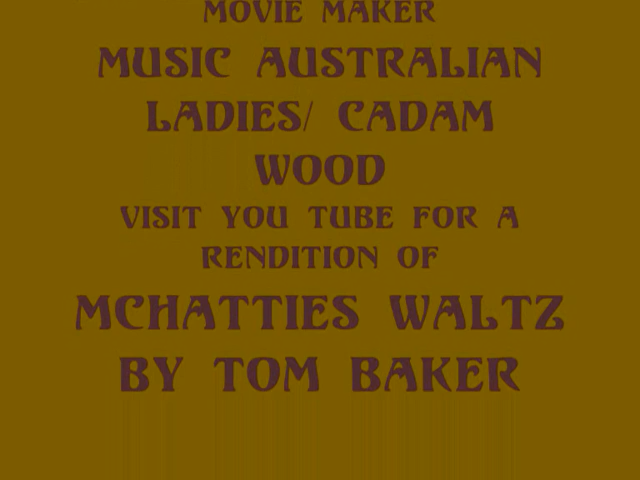 MOVIE MAKER
MUSIC AUSTRALIAN
LADIES/ CADAM
WOOD
VISIT YOU TUBE FOR A
RENDITION OF
MCHATTIES WALTZ
BY TOM BAKER